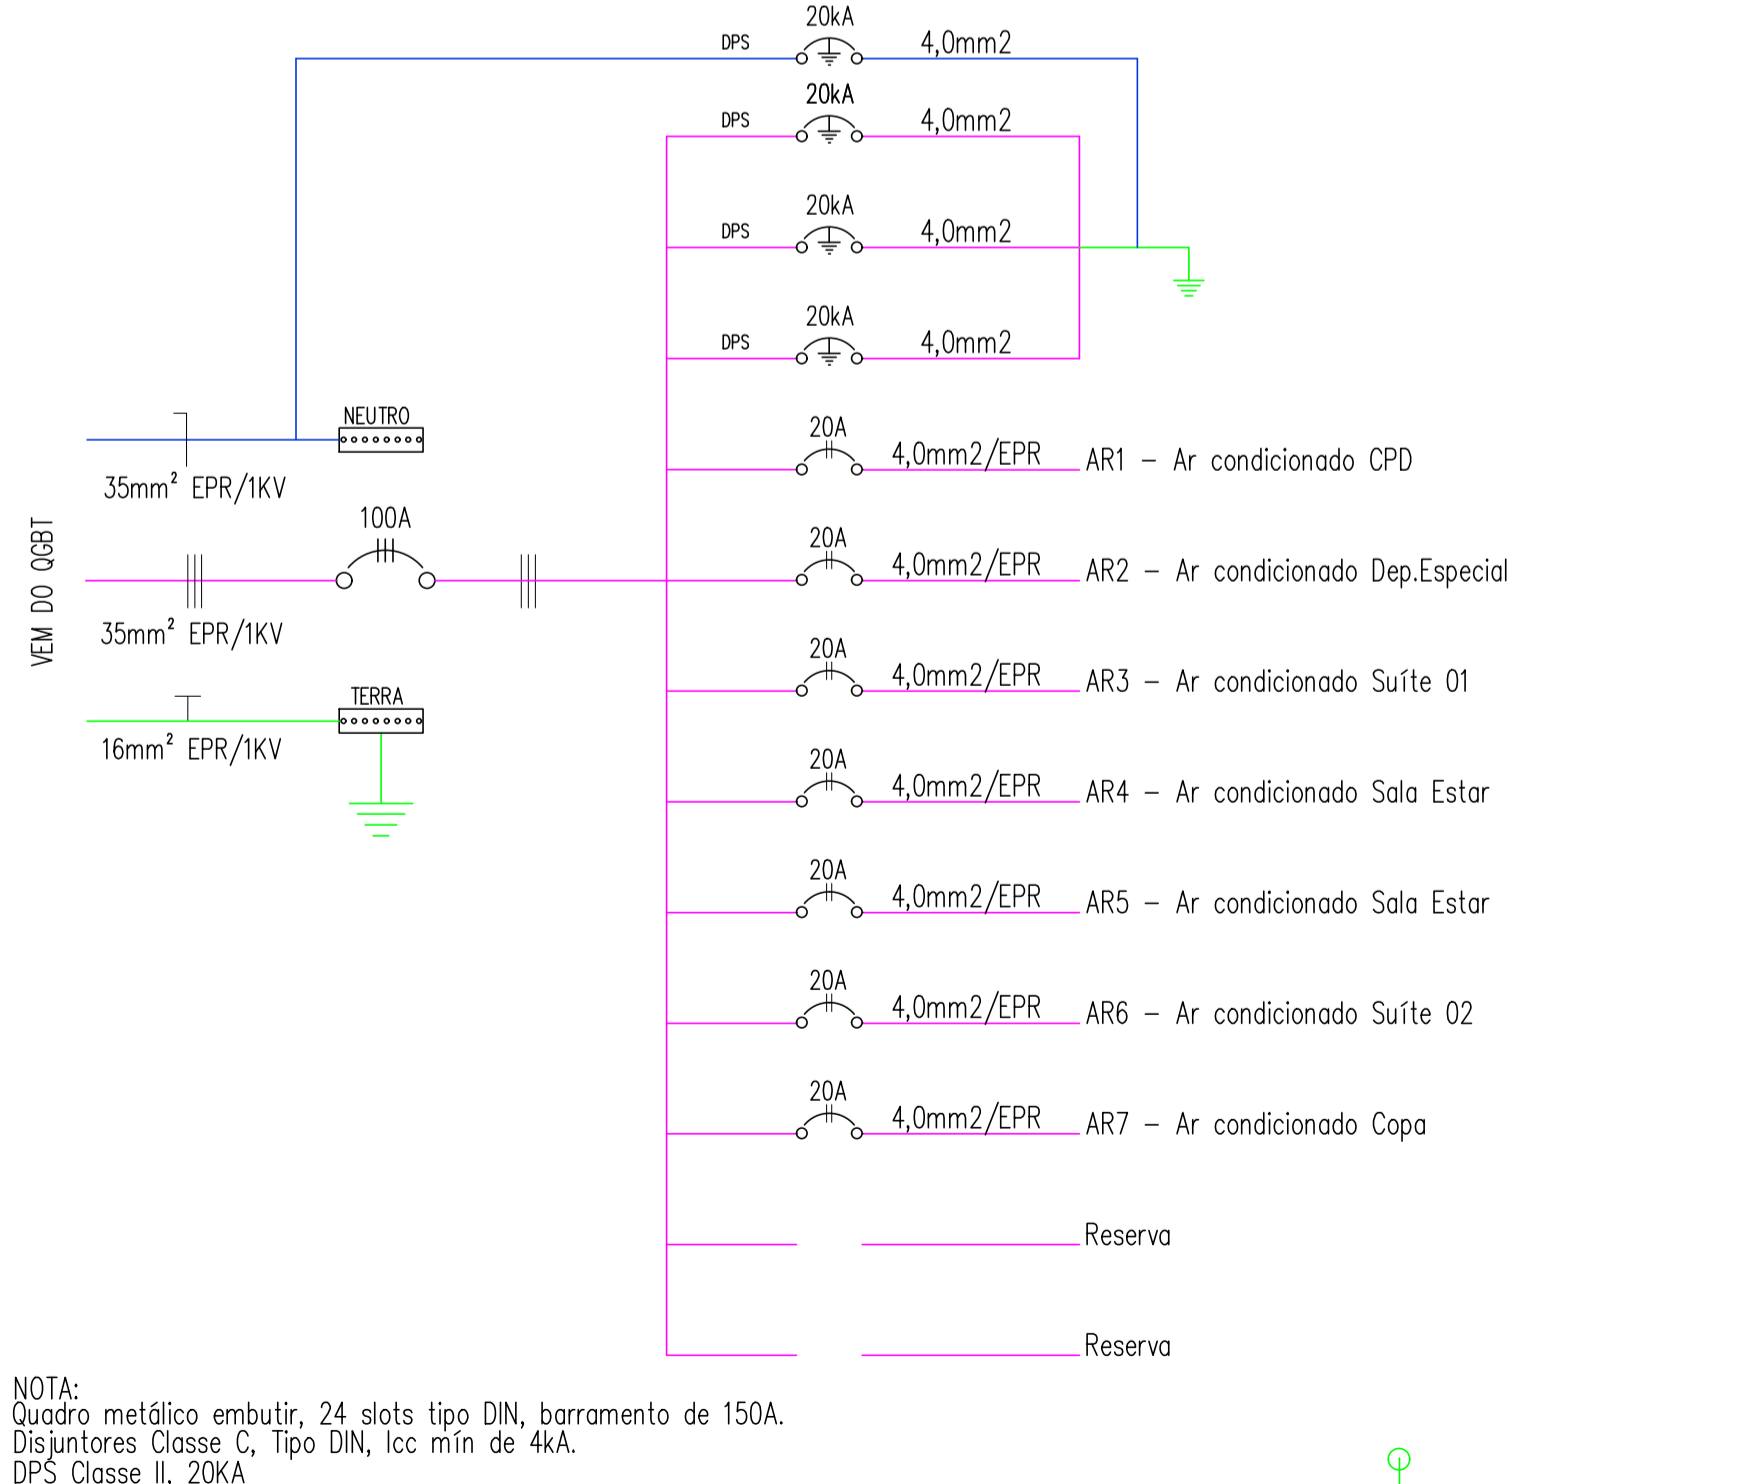 20kA
DPS
4,0mm2
20kA
DPS
4,0mm2
20kA
DPS
4,0mm2
20kA
DPS
4,0mm2
NEUTRO
35mm² EPR/1KV
VEM DO QGBT
100A
35mm² EPR/1KV
TERRA
16mm² EPR/1KV
20A
4,0mm2/EPR
AR1 - Ar condicionado CPD
20A
4,0mm2/EPR
AR2 - Ar condicionado Dep.Especial
20A
4,0mm2/EPR
AR3 - Ar condicionado Suíte 01
20A
4,0mm2/EPR
AR4 - Ar condicionado Sala Estar
20A
4,0mm2/EPR
AR5 - Ar condicionado Sala Estar
20A
4,0mm2/EPR
AR6 - Ar condicionado Suíte 02
20A
4,0mm2/EPR
AR7 - Ar condicionado Copa
Reserva
Reserva
NOTA:
Quadro metálico embutir, 24 slots tipo DIN, barramento de 150A.
Disjuntores Classe C, Tipo DIN, Icc mín de 4kA.
DPS Classe II, 20KA